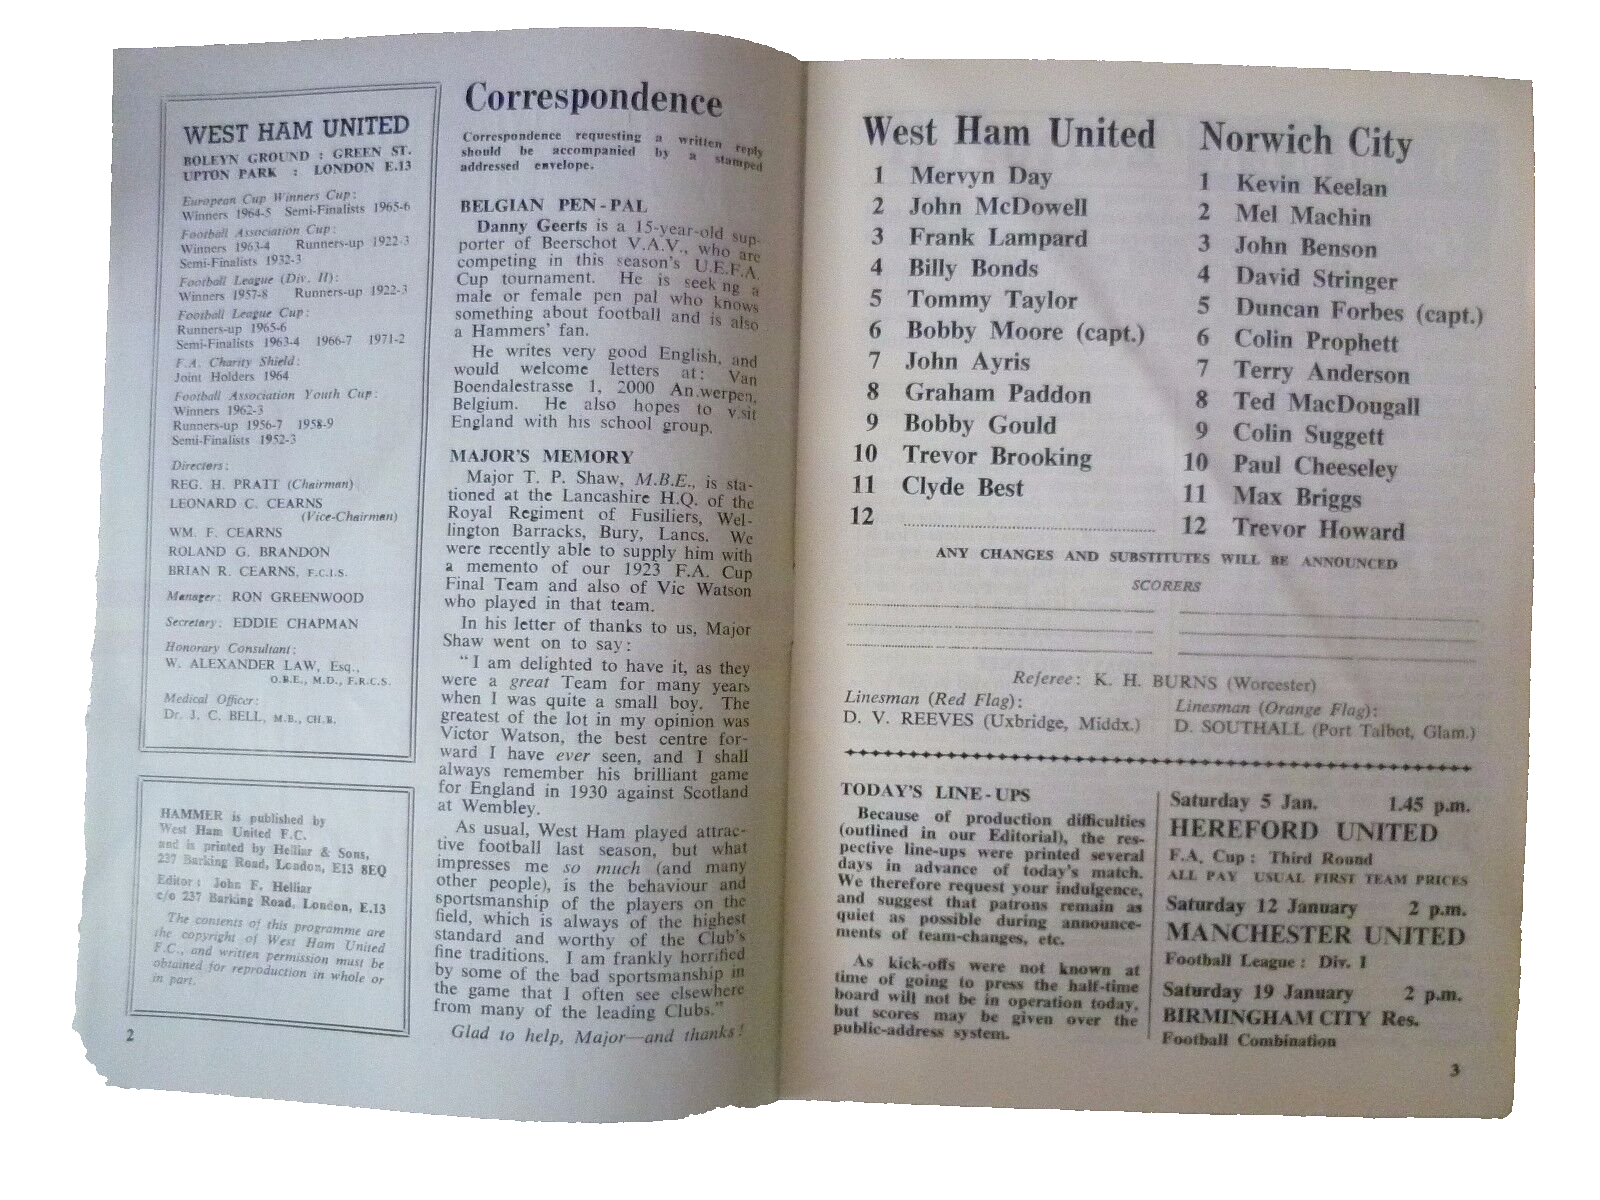 WEST HAM UNITED
BOLEYN GROUND : GREEN ST.
UPTON PARK : LONDON E.13
European Cup Winners Cup:
Winners 1964-5 Semi-Finalists 1965-6
Football Association Cup:
Winners 1963-4 Runners-up 1922-3
Semi-Finalists 1932-3
Football League (Div. II):
Winners 1957-8 Runners-up 1922-3
Football League Cup:
Runners-up 1965-6
Semi-Finalists 1963-4 1966-7 1971-2
F.A. Charity Shield:
Joint Holders 1964
Football Association Youth Cup:
Winners 1962-3
Runners-up 1956-7 1958-9
Semi-Finalists 1952-3
Directors:
REG. H. PRATT (Chairman)
LEONARD C. CEARNS
(Vice-Chairman)
WM. F. CEARNS
ROLAND G. BRANDON
BRIAN R. CEARNS, F.C.I.S.
Manager: RON GREENWOOD
Secretary: EDDIE CHAPMAN
Honorary Consultant:
W. ALEXANDER LAW, Esq.,
O.B.E., M.D., F.R.C.S.
Medical Officer:
Dr. J. C. BELL, M.B., CH.B.
HAMMER is published by
West Ham United F.C.
and is printed by Helliar & Sons,
237 Barking Road, London, E13 8EQ
Editor: John F. Helliar
c/o 237 Barking Road, London, E.13
The contents of this programme are
the copyright of West Ham United
F.C., and written permission must be
obtained for reproduction in whole or
in part.
2
Correspondence
Correspondence requesting a written reply
should be accompanied by a stamped
addressed envelope.
BELGIAN PEN-PAL
Danny Geerts is a 15-year-old sup-
porter of Beerschot V.A.V., who are
competing in this season's U.E.F.A.
Cup tournament. He is seek ng a
male or female pen pal who knows
something about football and is also
a Hammers' fan.
He writes very good English, and
would welcome letters at: Van
Boendalestrasse 1, 2000 An.werpen,
Belgium. He also hopes to v.sit
England with his school group.
MAJOR'S MEMORY
Major T. P. Shaw, M.B.E., is sta-
tioned at the Lancashire H.Q. of the
Royal Regiment of Fusiliers, Wel-
lington Barracks, Bury, Lancs. We
were recently able to supply him with
a memento of our 1923 F.A. Cup
Final Team and also of Vic Watson
who played in that team.
In his letter of thanks to us, Major
Shaw went on to say:
"I am delighted to have it, as they
were a great Team for many years
when I was quite a small boy. The
greatest of the lot in my opinion was
Victor Watson, the best centre for-
ward I have ever seen, and I shall
always remember his brilliant game
for England in 1930 against Scotland
at Wembley.
As usual, West Ham played attrac-
tive football last season, but what
impresses me so much (and many
other people), is the behaviour and
sportsmanship of the players on the
field, which is always of the highest
standard and worthy of the Club's
fine traditions. I am frankly horrified
by some of the bad sportsmanship in
the game that I often see elsewhere
from many of the leading Clubs."
Glad to help, Major—and thanks!
West Ham United
1 Mervyn Day
2 John McDowell
3 Frank Lampard
4 Billy Bonds
5 Tommy Taylor
6 Bobby Moore (capt.)
7 John Ayris
8 Graham Paddon
9 Bobby Gould
10 Trevor Brooking
11 Clyde Best
12
Norwich City
1 Kevin Keelan
2 Mel Machin
3 John Benson
4 David Stringer
5 Duncan Forbes (capt.)
6 Colin Prophett
7 Terry Anderson
8 Ted MacDougall
9 Colin Suggett
10 Paul Cheeseley
11 Max Briggs
12 Trevor Howard
ANY CHANGES AND SUBSTITUTES WILL BE ANNOUNCED
SCORERS
Referee: K. H. BURNS (Worcester)
Linesman (Red Flag):
D. V. REEVES (Uxbridge, Middx.)
Linesman (Orange Flag):
D. SOUTHALL (Port Talbot, Glam.)
TODAY'S LINE-UPS
Because of production difficulties
(outlined in our Editorial), the res-
pective line-ups were printed several
days in advance of today's match.
We therefore request your indulgence,
and suggest that patrons remain as
quiet as possible during announce-
ments of team-changes, etc.
As kick-offs were not known at
time of going to press the half-time
board will not be in operation today,
but scores may be given over the
public-address system.
Saturday 5 Jan. 1.45 p.m.
HEREFORD UNITED
F.A. Cup: Third Round
ALL PAY USUAL FIRST TEAM PRICES
Saturday 12 January 2 p.m.
MANCHESTER UNITED
Football League: Div. 1
Saturday 19 January 2 p.m.
BIRMINGHAM CITY Res.
Football Combination
3